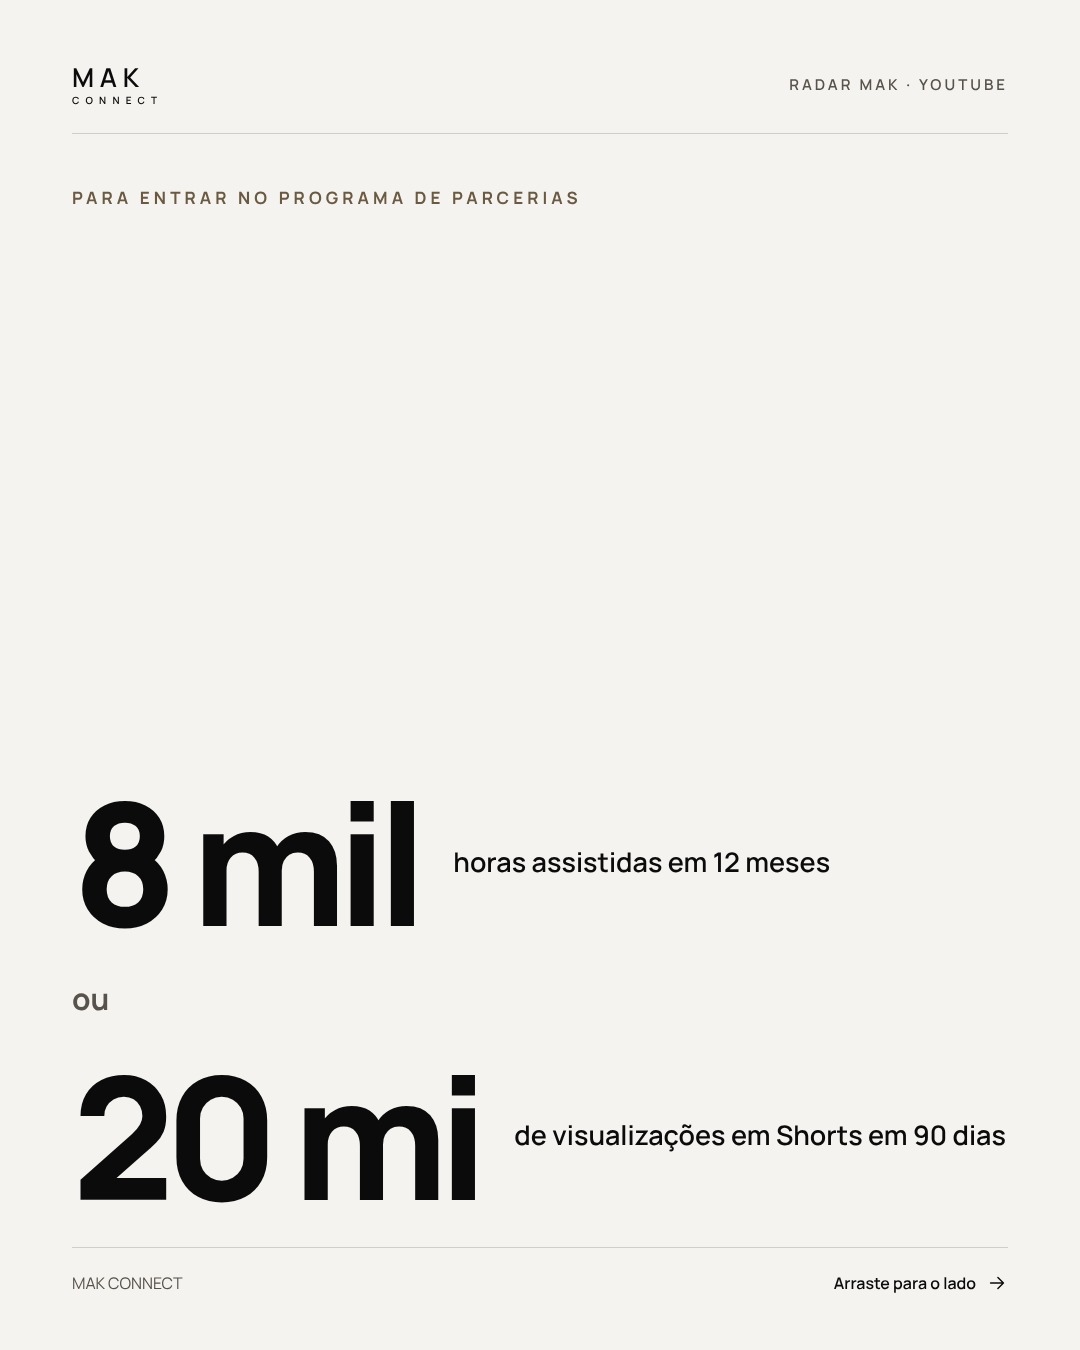 MAK
CONNECT
RADAR MAK · YOUTUBE
PARA ENTRAR NO PROGRAMA DE PARCERIAS
8 mil horas assistidas em 12 meses
ou
20 mi de visualizações em Shorts em 90 dias
MAK CONNECT
Arraste para o lado →